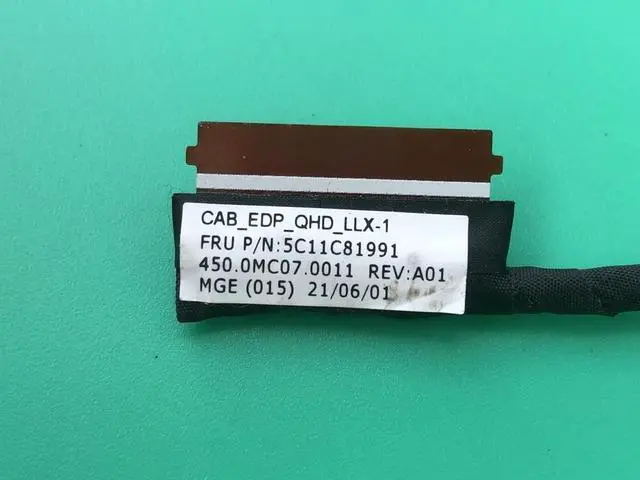 CAB_EDP_QHD_LLX-1
FRU P/N:5C11C81991
450.0MC07.0011 REV:A01
MGE (015) 21/06/01